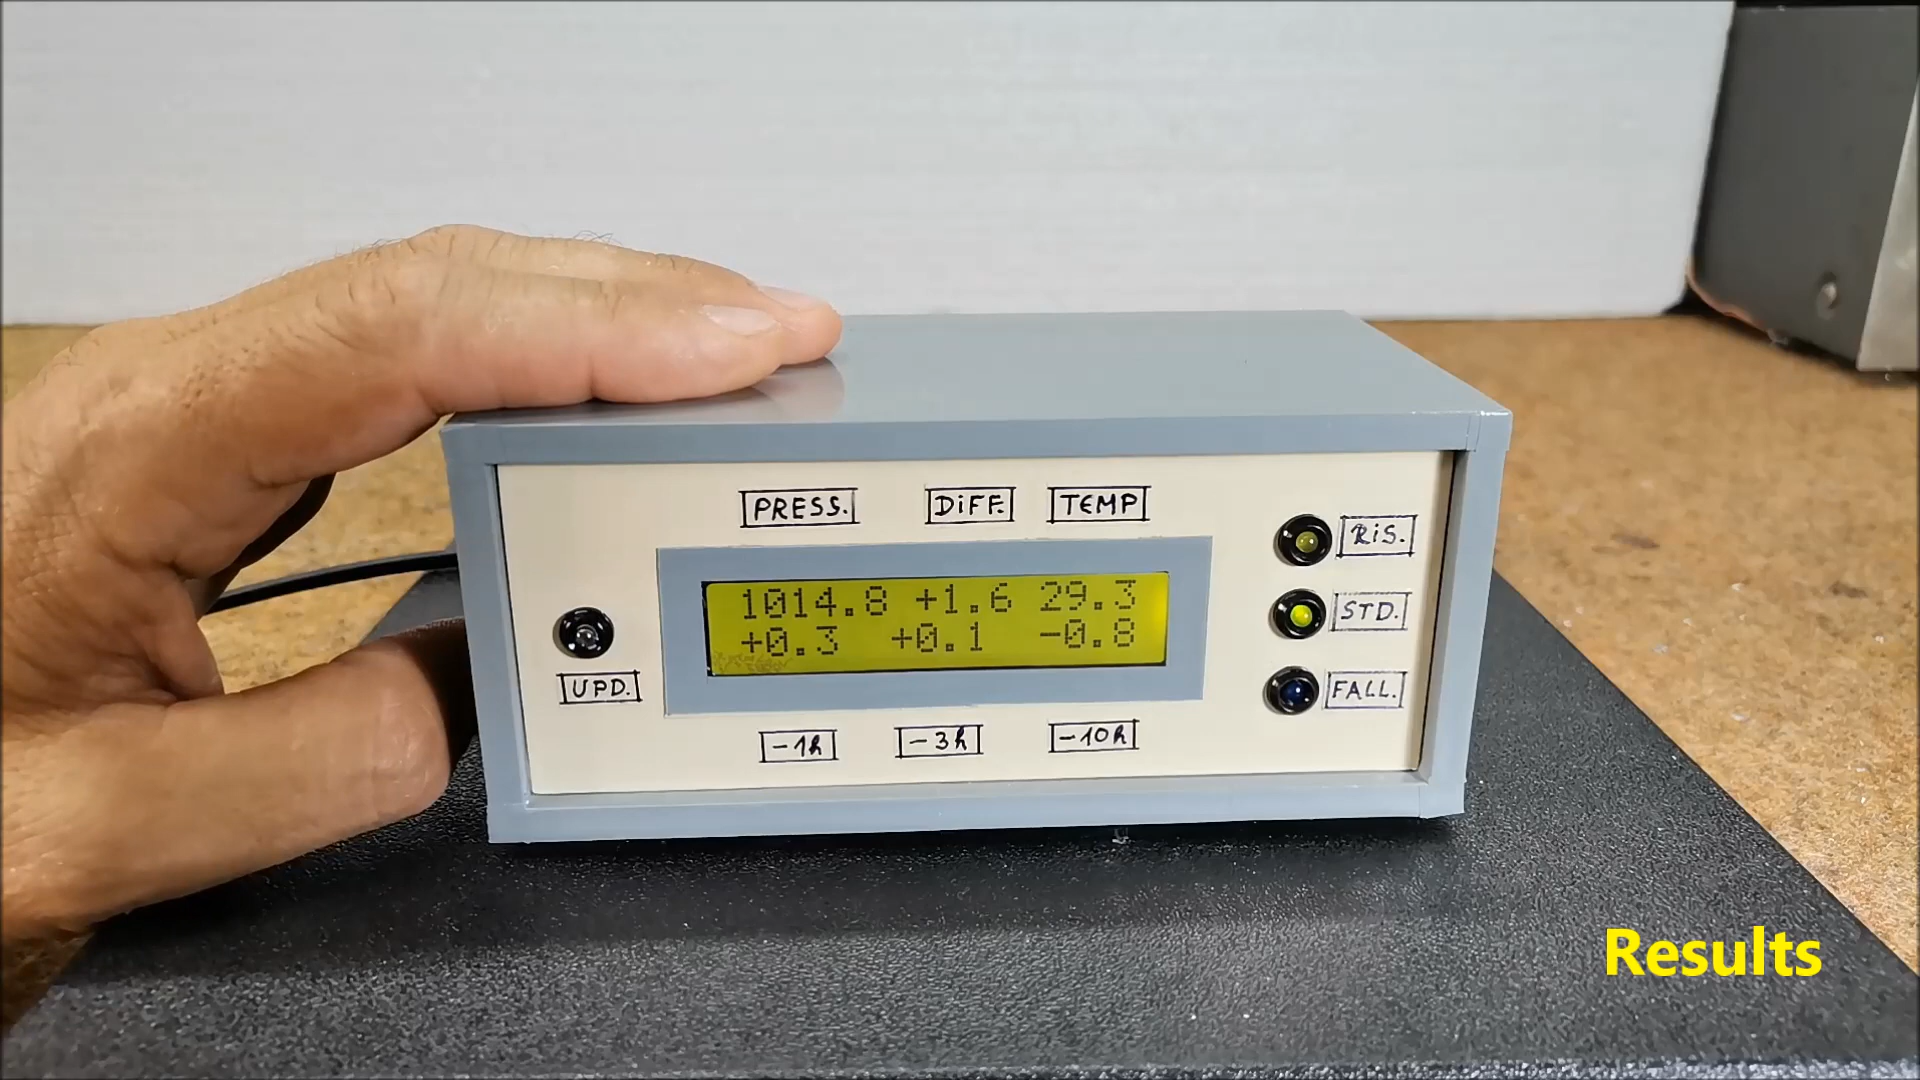 PRESS. DiFF. TEMP
RiS.
1014.8 +1.6 29.3
STD.
+0.3 +0.1 -0.8
UPD.
FALL.
-1h -3h -10h
Results